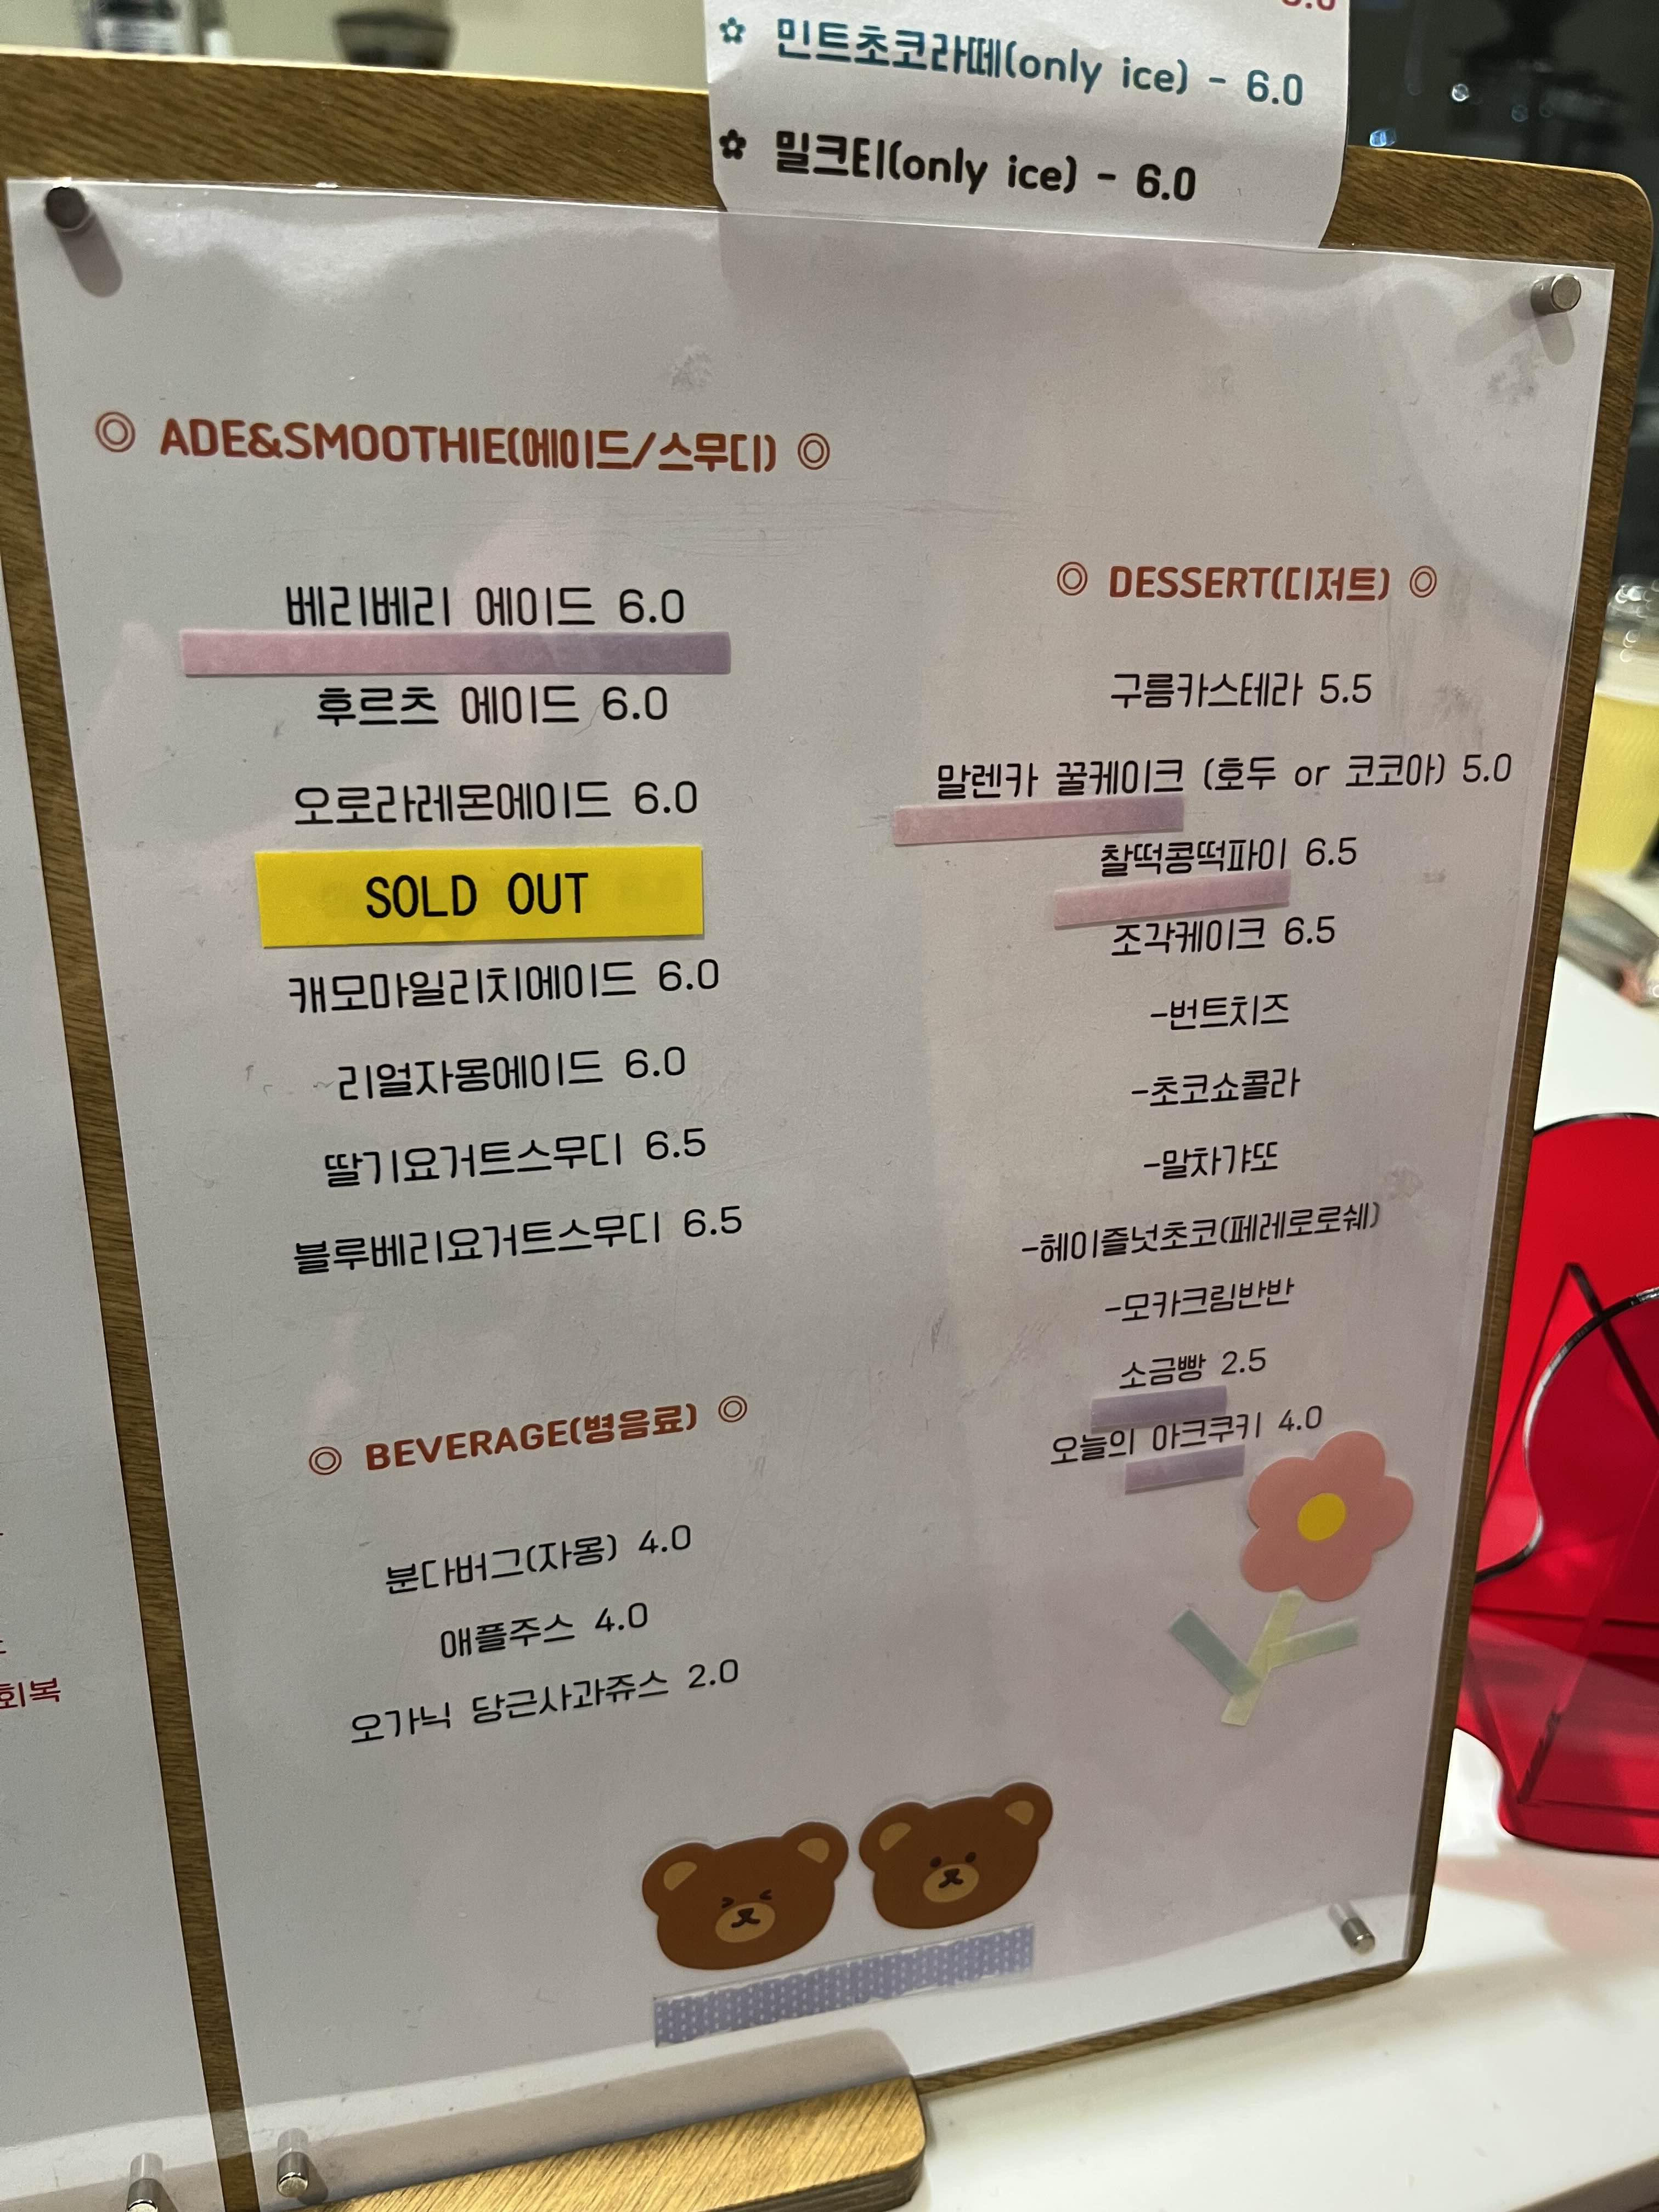 민트초코라떼(only ice) - 6.0
밀크티(only ice) - 6.0
ADE&SMOOTHIE(에이드/스무디)
베리베리 에이드 6.0
후르츠 에이드 6.0
오로라레몬에이드 6.0
SOLD OUT
캐모마일리치에이드 6.0
리얼자몽에이드 6.0
딸기요거트스무디 6.5
블루베리요거트스무디 6.5
BEVERAGE(병음료)
분다버그(자몽) 4.0
애플주스 4.0
오가닉 당근사과쥬스 2.0
DESSERT(디저트)
구름카스테라 5.5
말렌카 꿀케이크 (호두 or 코코아) 5.0
찰떡콩떡파이 6.5
조각케이크 6.5
-번트치즈
-초코쇼콜라
-말차갸또
-헤이즐넛초코(페레로로쉐)
-모카크림반반
소금빵 2.5
오늘의 아크쿠키 4.0
회복